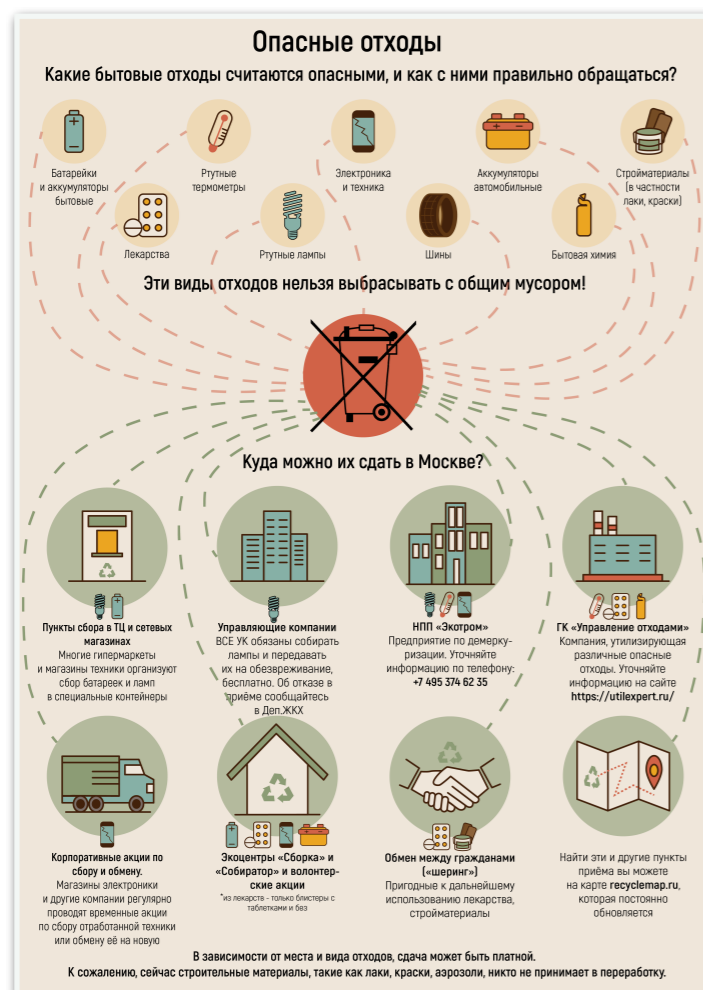 Опасные отходы
Какие бытовые отходы считаются опасными, и как с ними правильно обращаться?
Батарейки
и аккумуляторы
бытовые
Ртутные
термометры
Электроника
и техника
Аккумуляторы
автомобильные
Стройматериалы
(в частности
лаки, краски)
Лекарства
Ртутные лампы
Шины
Бытовая химия
Эти виды отходов нельзя выбрасывать с общим мусором!
Куда можно их сдать в Москве?
Пункты сбора в ТЦ и сетевых
магазинах
Многие гипермаркеты
и магазины техники организуют
сбор батареек и ламп
в специальные контейнеры
Управляющие компании
ВСЕ УК обязаны собирать
лампы и передавать
их на обезвреживание,
бесплатно. Об отказе в
приёме сообщайтесь
в Деп.ЖКХ
НПП «Экотром»
Предприятие по демерку-
ризации. Уточняйте
информацию по телефону:
+7 495 374 62 35
ГК «Управление отходами»
Компания, утилизирующая
различные опасные
отходы. Уточняйте
информацию на сайте
https://utilexpert.ru/
Корпоративные акции по
сбору и обмену.
Магазины электроники
и другие компании регулярно
проводят временные акции
по сбору отработанной техники
или обмену её на новую
Экоцентры «Сборка» и
«Собиратор» и волонтер-
ские акции
*из лекарств - только блистеры с
таблетками и без
Обмен между гражданами
(«шеринг»)
Пригодные к дальнейшему
использованию лекарства,
стройматериалы
Найти эти и другие пункты
приёма вы можете
на карте recyclemap.ru,
которая постоянно
обновляется
В зависимости от места и вида отходов, сдача может быть платной.
К сожалению, сейчас строительные материалы, такие как лаки, краски, аэрозоли, никто не принимает в переработку.